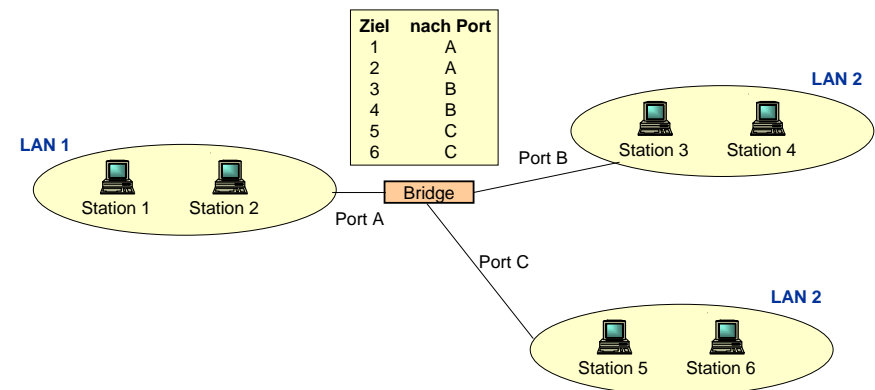 Ziel nach Port
1 A
2 A
3 B
4 B
5 C
6 C
LAN 1
Station 1 Station 2
Port A
Bridge
Port B
LAN 2
Station 3 Station 4
Port C
LAN 2
Station 5 Station 6